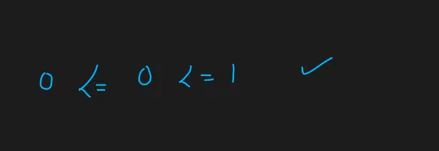 0 <= 0 <= 1 ✓